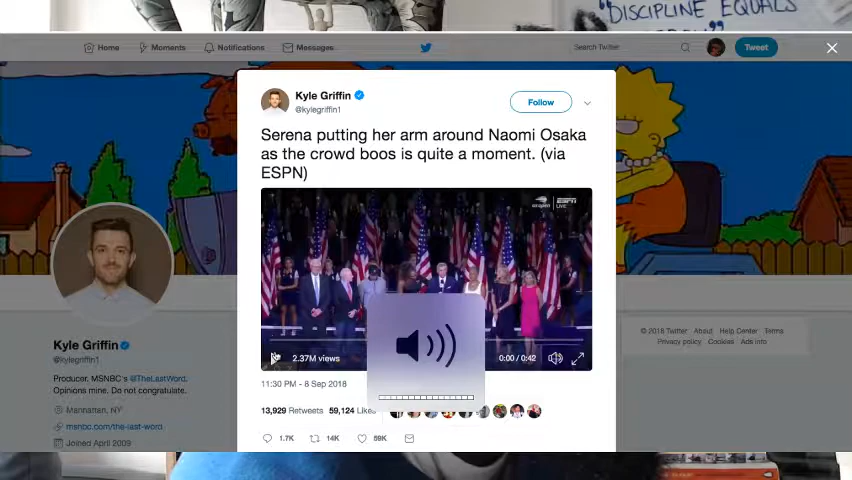 "DISCIPLINE EQUALS
Home
Moments
Notifications
Messages
Search Twitter
Tweet
Kyle Griffin
@kylegriffin1
Follow
Serena putting her arm around Naomi Osaka
as the crowd boos is quite a moment. (via
ESPN)
US OPEN
ESPN
LIVE
2.37M views
0:00 / 0:42
11:30 PM - 8 Sep 2018
13,929 Retweets 59,124 Likes
1.7K
14K
59K
Kyle Griffin
@kylegriffin1
Producer. MSNBC's @TheLastWord.
Opinions mine. Do not congratulate.
Manhattan, NY
msnbc.com/the-last-word
Joined April 2009
© 2018 Twitter About Help Center Terms
Privacy policy Cookies Ads info